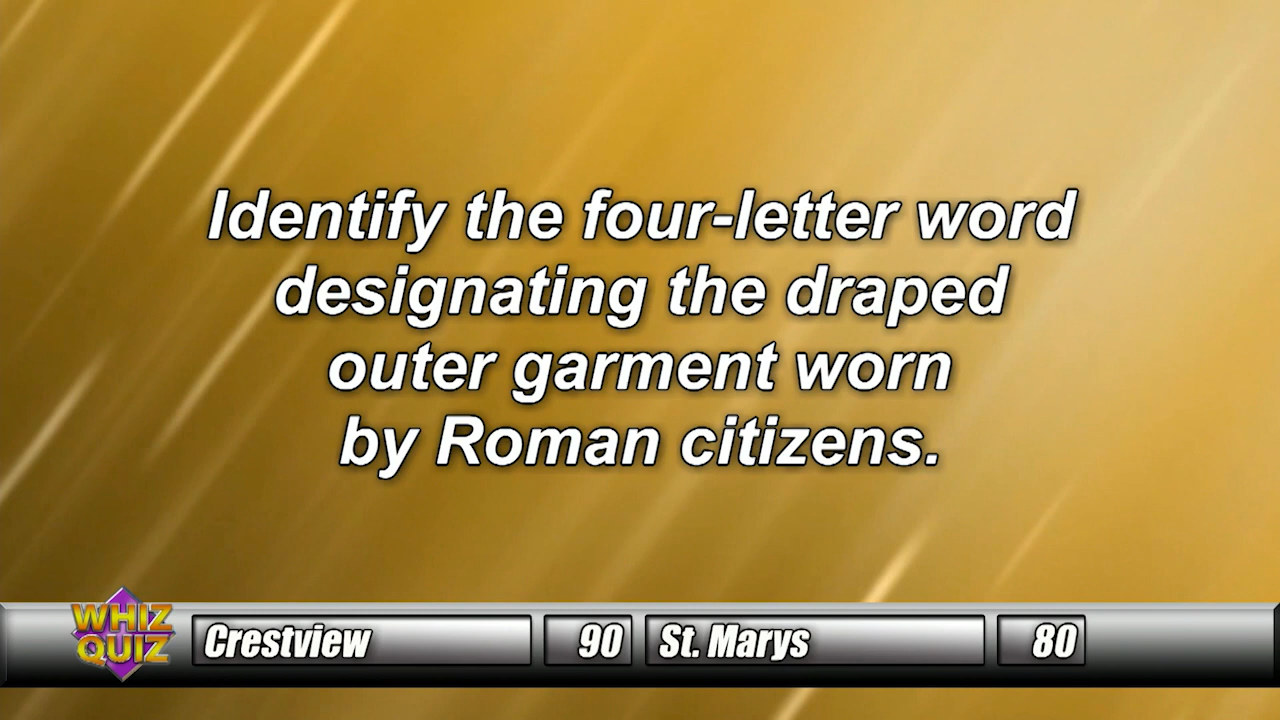 Identify the four-letter word
designating the draped
outer garment worn
by Roman citizens.
WHIZ
QUIZ
Crestview 90 St. Marys 80